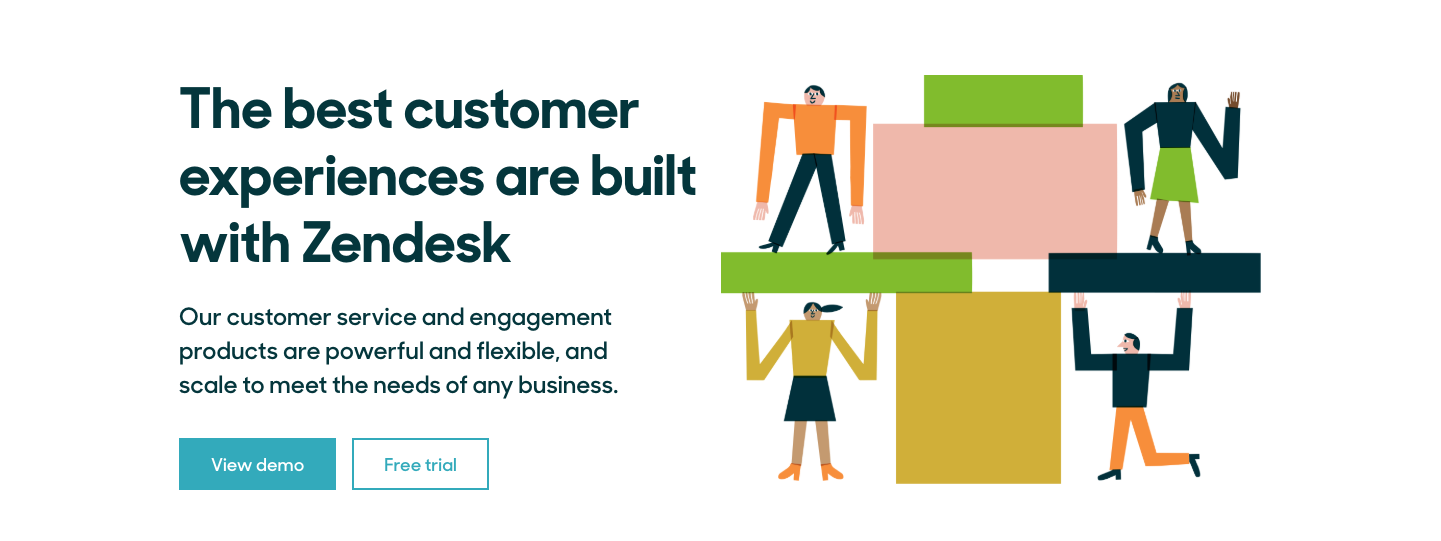 The best customer
experiences are built
with Zendesk
Our customer service and engagement
products are powerful and flexible, and
scale to meet the needs of any business.
View demo
Free trial